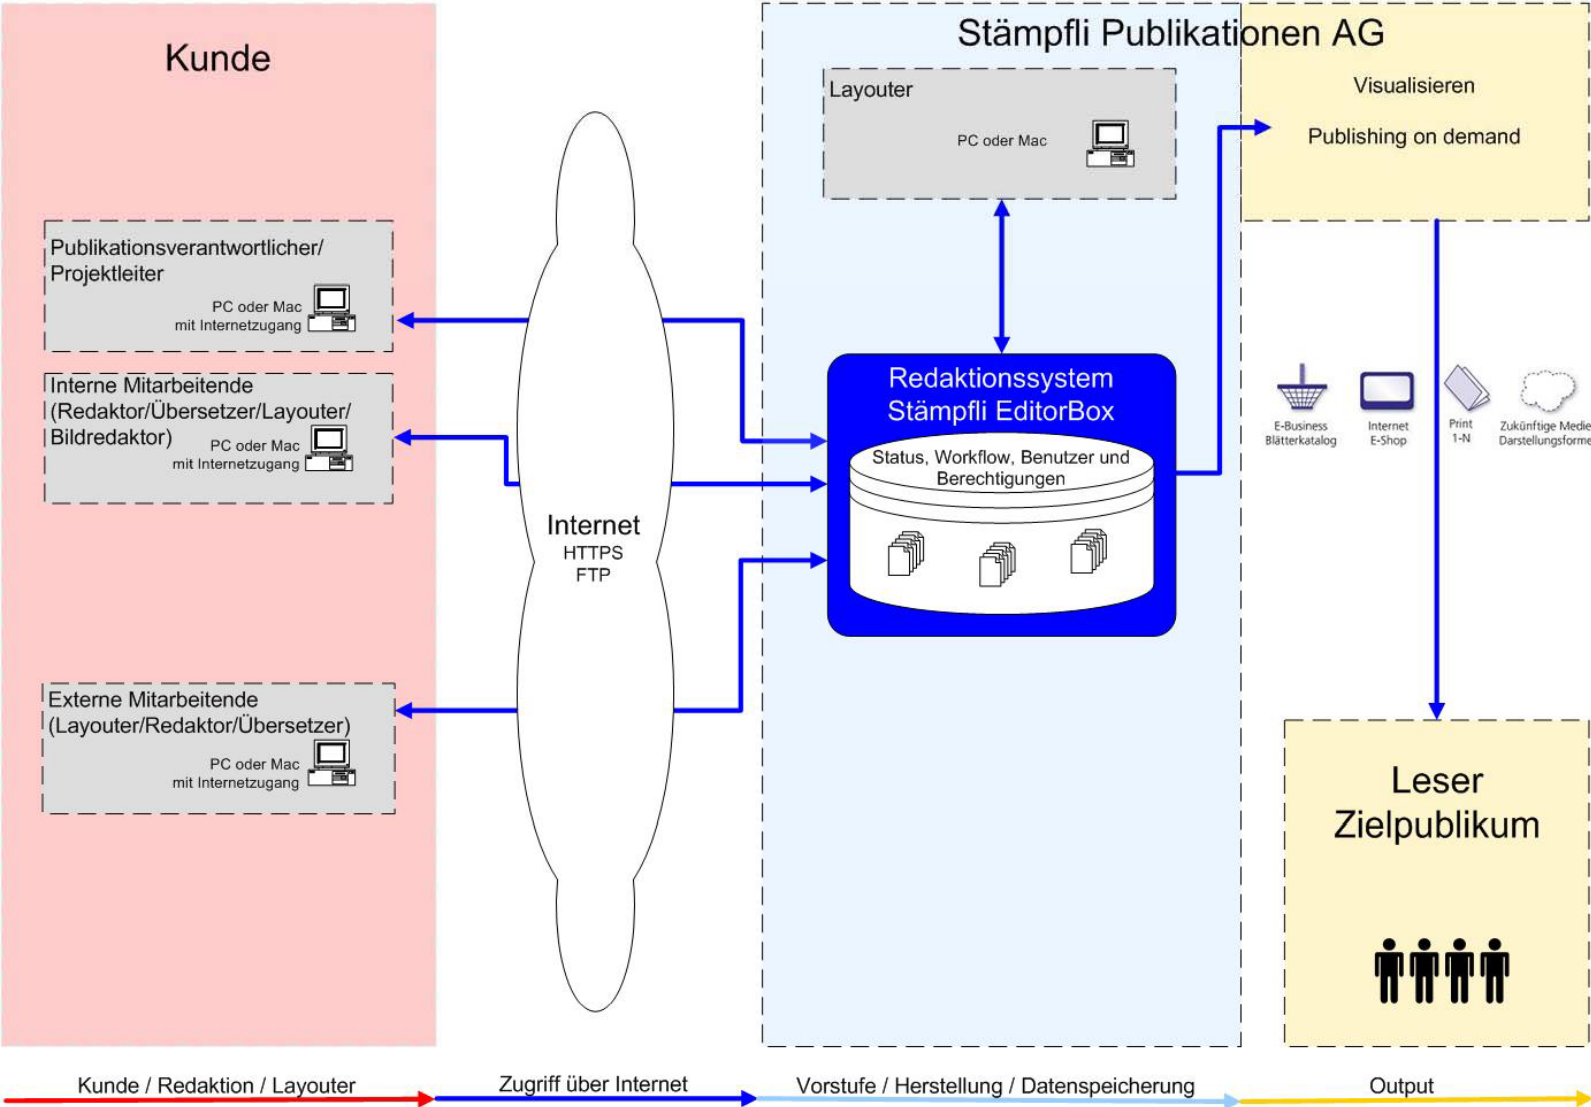 Kunde
Stämpfli Publikationen AG
Layouter
PC oder Mac
Visualisieren
Publishing on demand
Publikationsverantwortlicher/
Projektleiter
PC oder Mac
mit Internetzugang
Interne Mitarbeitende
(Redaktor/Übersetzer/Layouter/
Bildredaktor)
PC oder Mac
mit Internetzugang
Externe Mitarbeitende
(Layouter/Redaktor/Übersetzer)
PC oder Mac
mit Internetzugang
Internet
HTTPS
FTP
Redaktionssystem
Stämpfli EditorBox
Status, Workflow, Benutzer und
Berechtigungen
E-Business
Blätterkatalog
Internet
E-Shop
Print
1-N
Zukünftige Medie
Darstellungsforme
Leser
Zielpublikum
Kunde / Redaktion / Layouter
Zugriff über Internet
Vorstufe / Herstellung / Datenspeicherung
Output